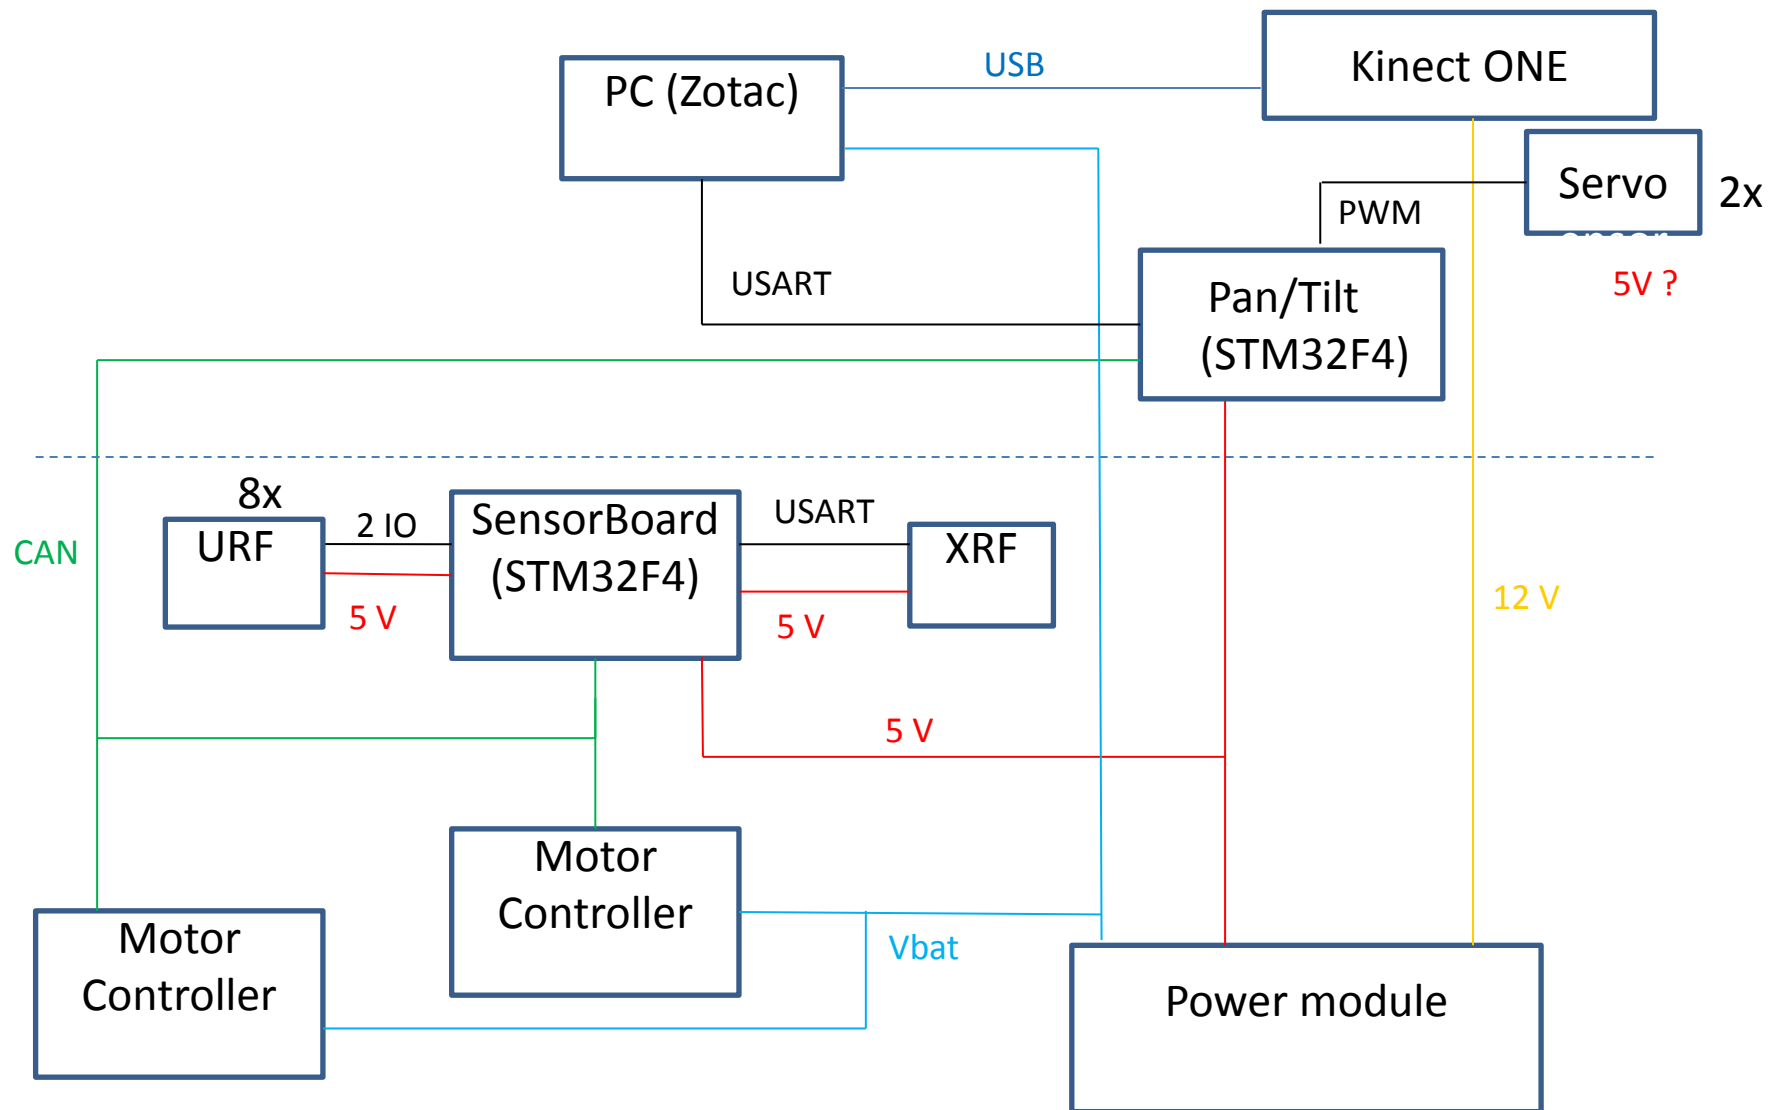 Kinect ONE
USB
PC (Zotac)
Servo
2x
PWM
USART
5V ?
Pan/Tilt
(STM32F4)
8x
URF
2 IO
SensorBoard
(STM32F4)
USART
XRF
CAN
5 V
5 V
12 V
5 V
Motor
Controller
Motor
Controller
Vbat
Power module